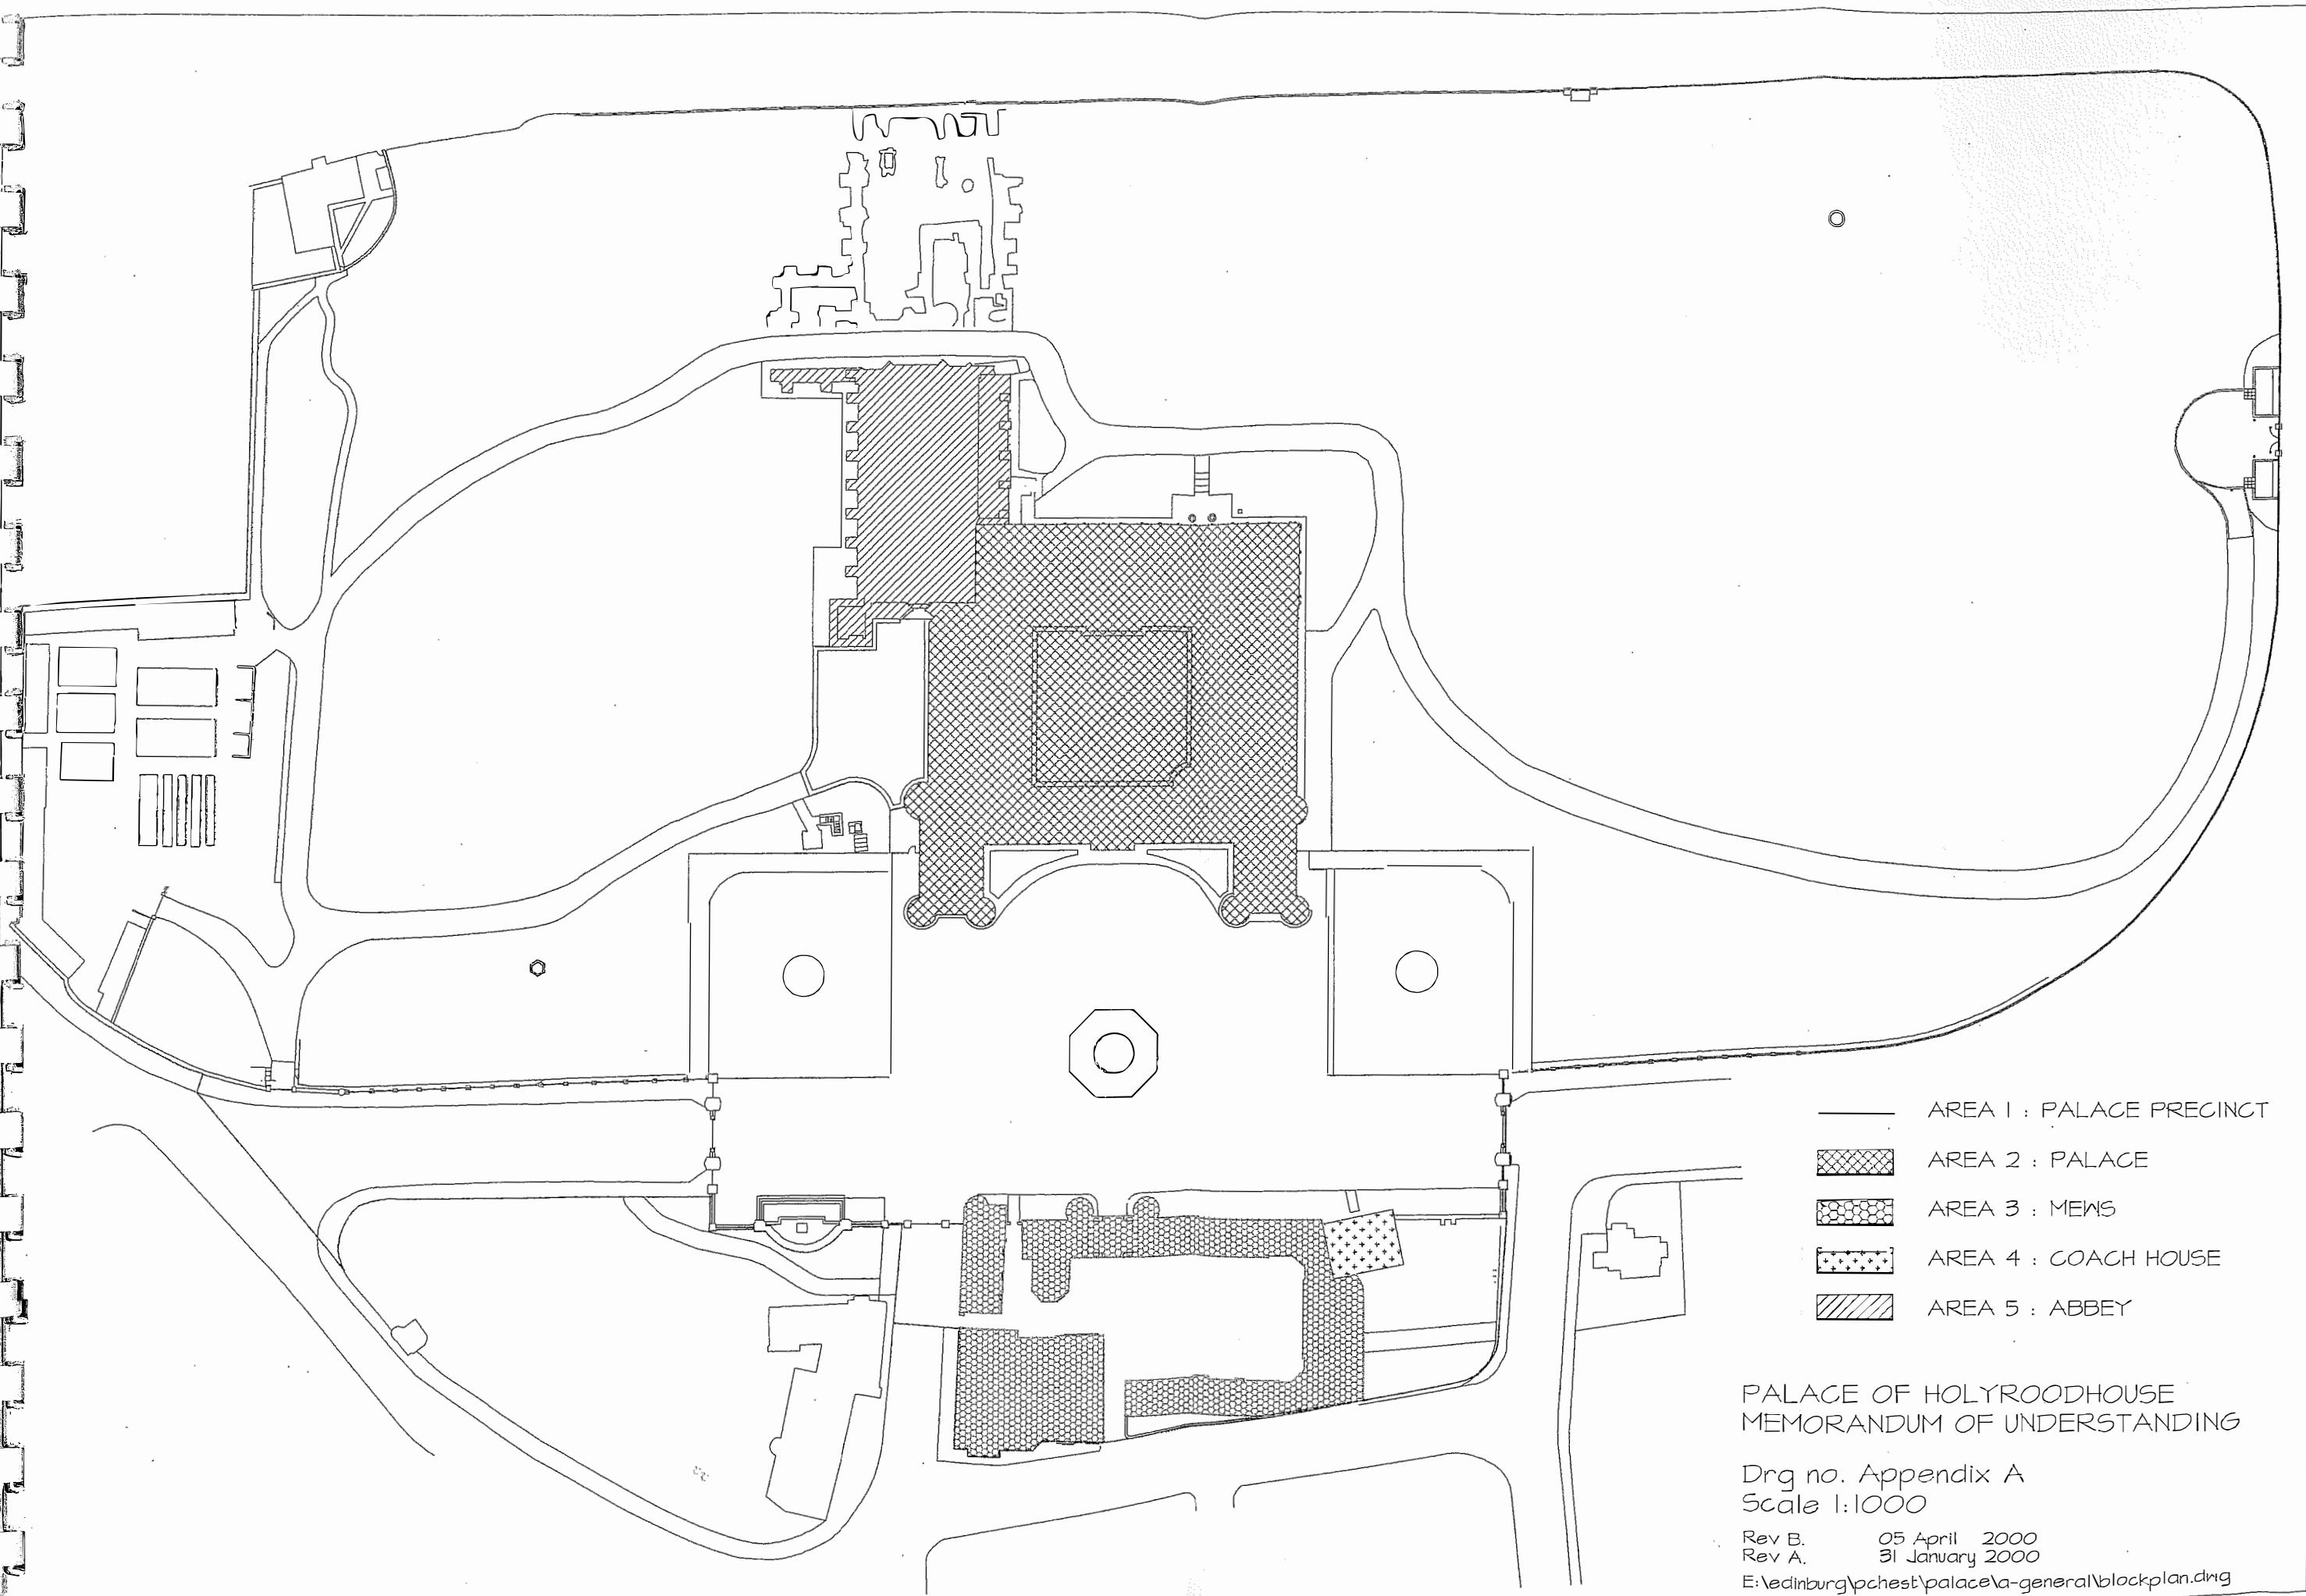 AREA 1 : PALACE PRECINCT
AREA 2 : PALACE
AREA 3 : MEWS
AREA 4 : COACH HOUSE
AREA 5 : ABBEY
PALACE OF HOLYROODHOUSE
MEMORANDUM OF UNDERSTANDING
Drg no. Appendix A
Scale 1:1000
Rev B. 05 April 2000
Rev A. 31 January 2000
E:\edinburg\pchest\palace\a-general\blockplan.dwg